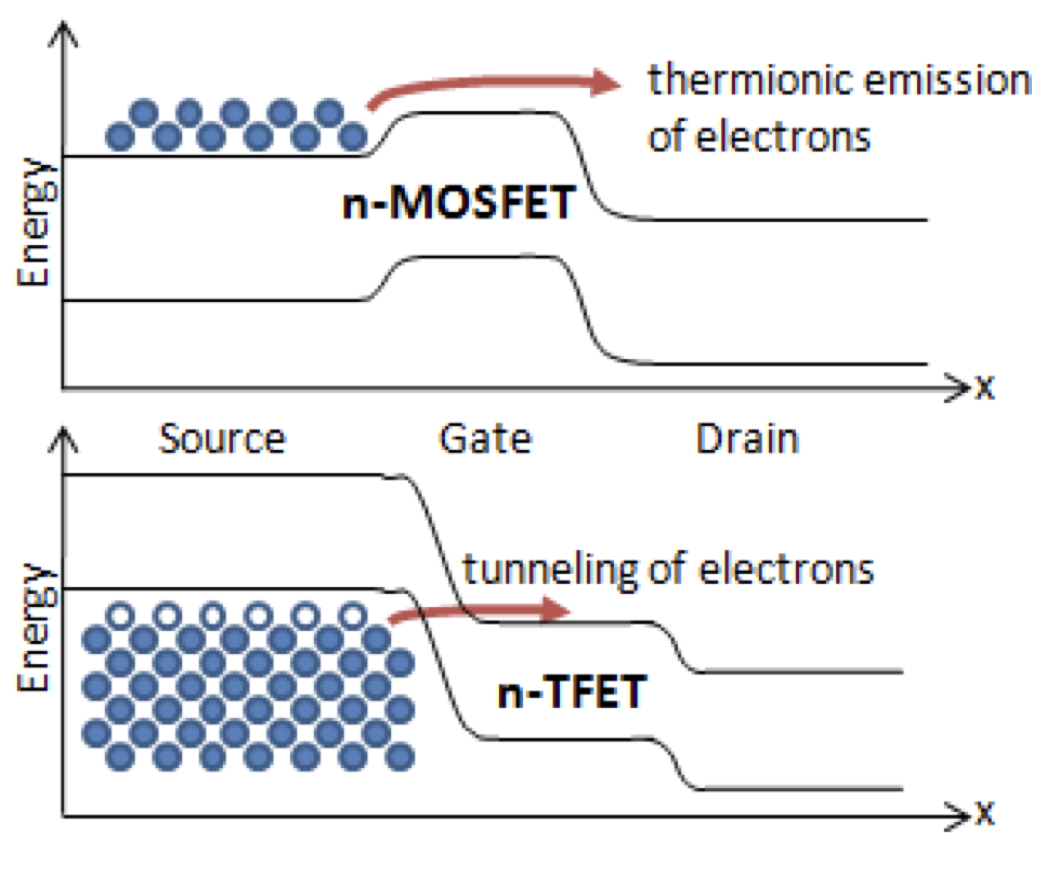 thermionic emission
of electrons
n-MOSFET
Energy
x
Source Gate Drain
tunneling of electrons
n-TFET
Energy
x